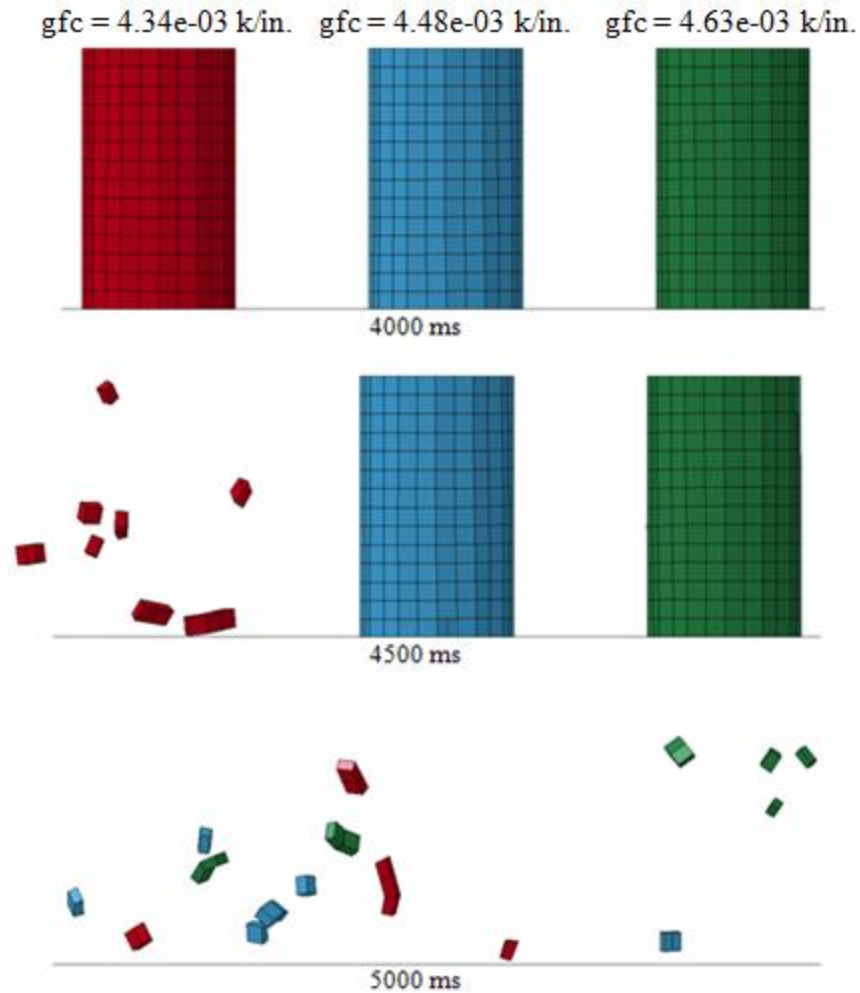 gfc = 4.34e-03 k/in. gfc = 4.48e-03 k/in. gfc = 4.63e-03 k/in.
4000 ms
4500 ms
5000 ms